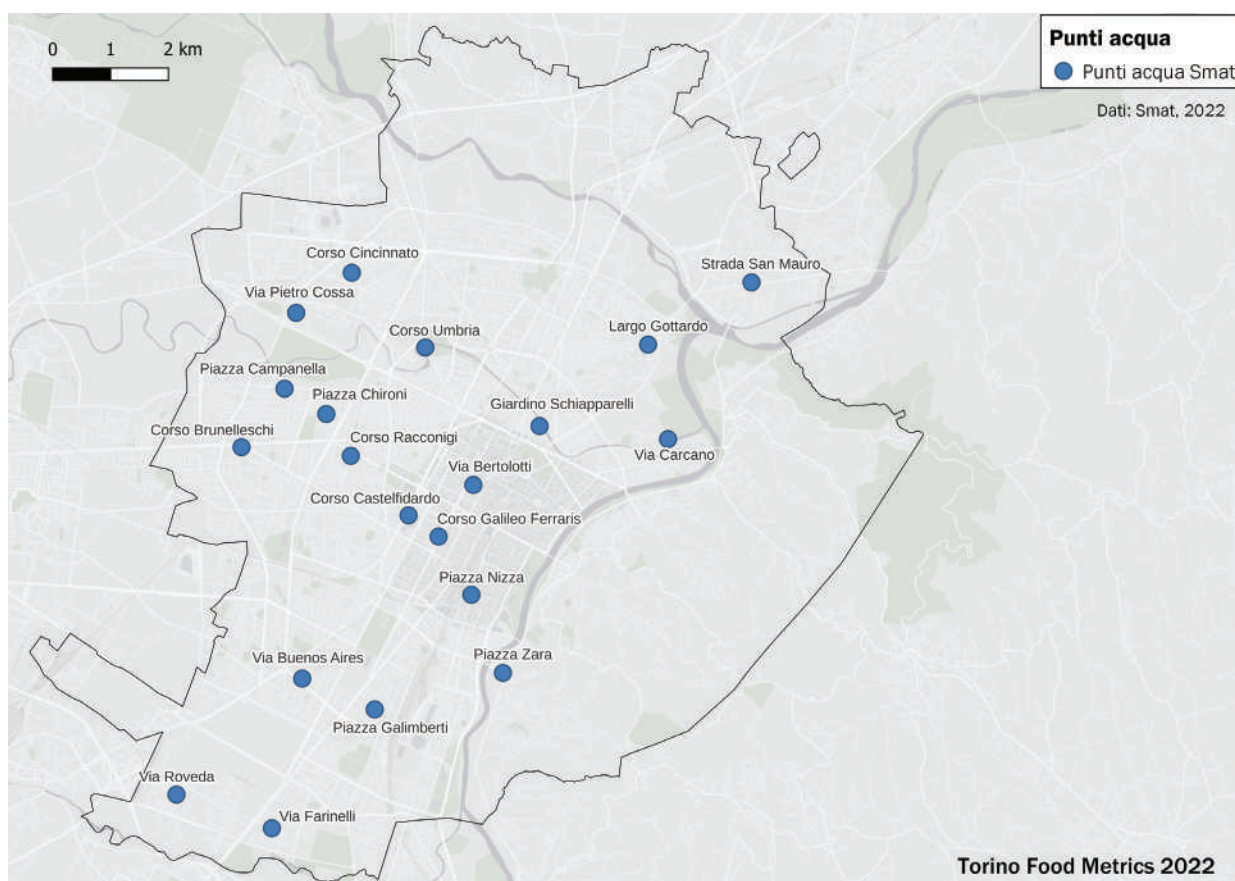 0 1 2 km
Punti acqua
Punti acqua Smat
Dati: Smat, 2022
Corso Cincinnato
Strada San Mauro
Via Pietro Cossa
Corso Umbria
Largo Gottardo
Piazza Campanella
Piazza Chironi
Giardino Schiapparelli
Corso Brunelleschi
Corso Racconigi
Via Carcano
Via Bertolotti
Corso Castelfidardo
Corso Galileo Ferraris
Piazza Nizza
Piazza Zara
Via Buenos Aires
Piazza Galimberti
Via Roveda
Via Farinelli
Torino Food Metrics 2022